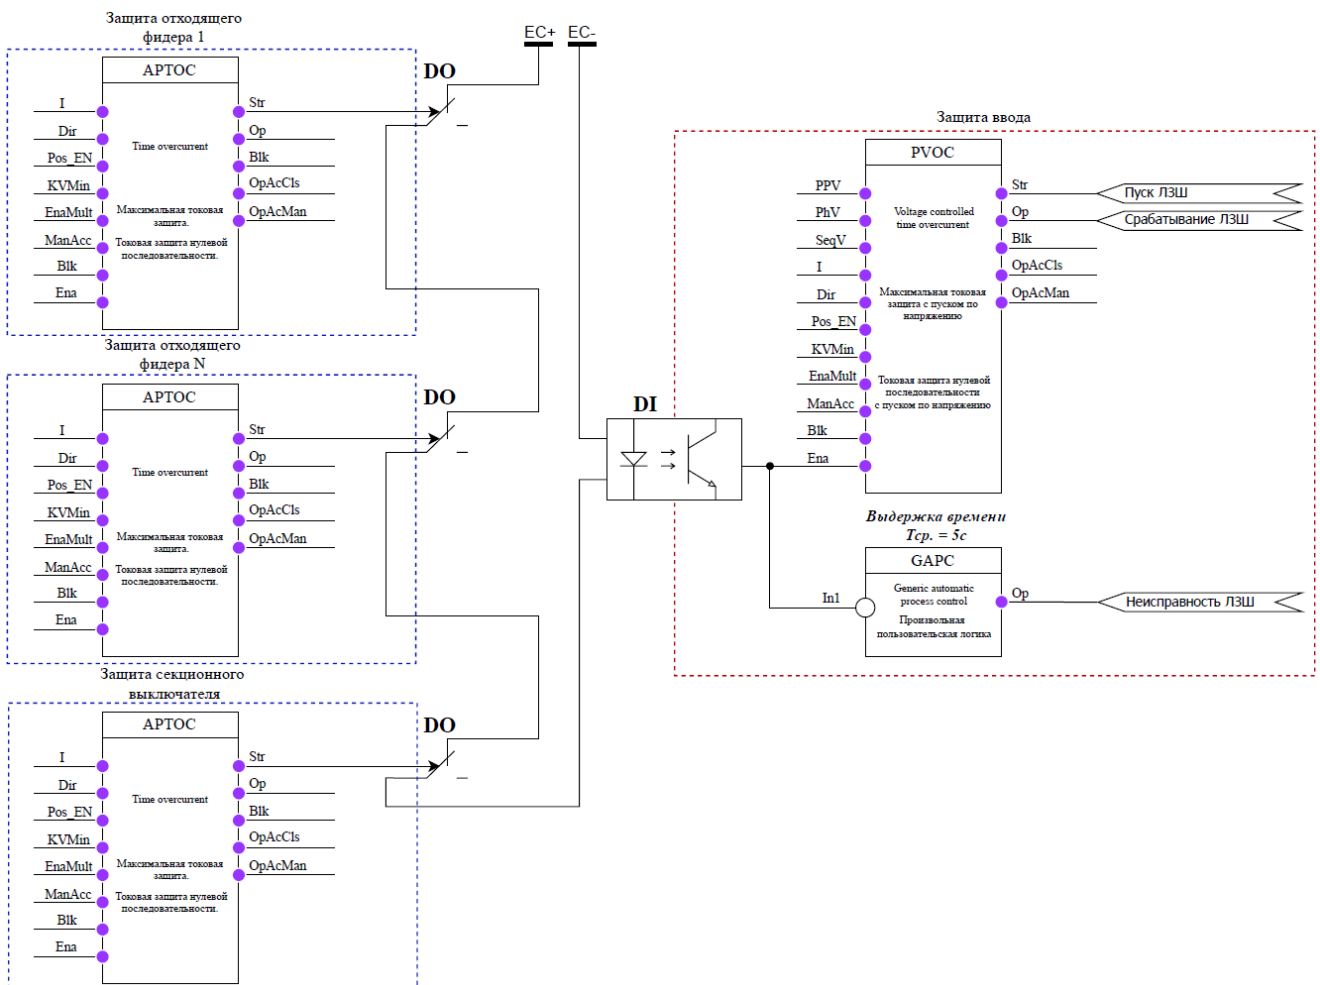 Защита отходящего
фидера 1
APTOC
I
Dir
Pos_EN
KVMin
EnaMult
ManAcc
Blk
Ena
Time overcurrent
Максимальная токовая
защита.
Токовая защита нулевой
последовательности.
Str
Op
Blk
OpAcCls
OpAcMan
DO
EC+
EC-
Защита отходящего
фидера N
APTOC
I
Dir
Pos_EN
KVMin
EnaMult
ManAcc
Blk
Ena
Time overcurrent
Максимальная токовая
защита.
Токовая защита нулевой
последовательности.
Str
Op
Blk
OpAcCls
OpAcMan
DO
Защита секционного
выключателя
APTOC
I
Dir
Pos_EN
KVMin
EnaMult
ManAcc
Blk
Ena
Time overcurrent
Максимальная токовая
защита.
Токовая защита нулевой
последовательности.
Str
Op
Blk
OpAcCls
OpAcMan
DO
DI
Защита ввода
PVOC
PPV
PhV
SeqV
I
Dir
Pos_EN
KVMin
EnaMult
ManAcc
Blk
Ena
Voltage controlled
time overcurrent
Максимальная токовая
защита с пуском по
напряжению
Токовая защита нулевой
последовательности
с пуском по напряжению
Str
Op
Blk
OpAcCls
OpAcMan
Пуск ЛЗШ
Срабатывание ЛЗШ
Выдержка времени
Тср. = 5с
GAPC
In1
Generic automatic
process control
Произвольная
пользовательская логика
Op
Неисправность ЛЗШ